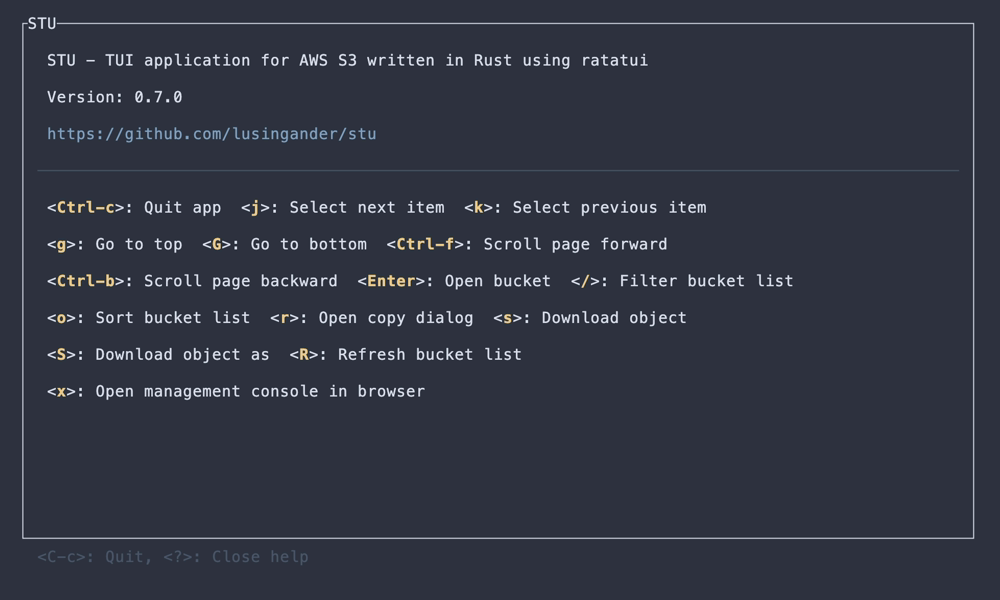 STU
STU - TUI application for AWS S3 written in Rust using ratatui
Version: 0.7.0
https://github.com/lusingander/stu
<Ctrl-c>: Quit app  <j>: Select next item  <k>: Select previous item
<g>: Go to top  <G>: Go to bottom  <Ctrl-f>: Scroll page forward
<Ctrl-b>: Scroll page backward  <Enter>: Open bucket  </>: Filter bucket list
<o>: Sort bucket list  <r>: Open copy dialog  <s>: Download object
<S>: Download object as  <R>: Refresh bucket list
<x>: Open management console in browser
<C-c>: Quit, <?>: Close help